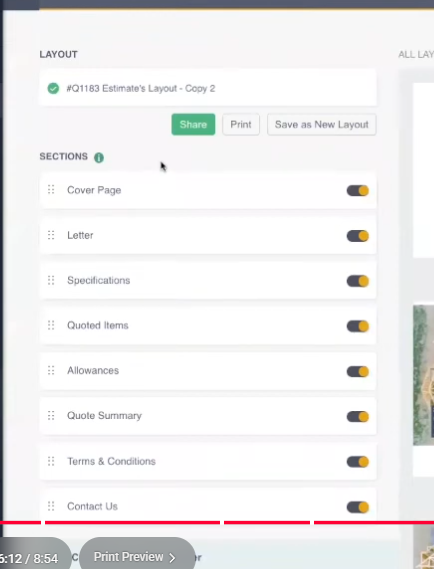 LAYOUT
ALL LAY
#Q1183 Estimate's Layout - Copy 2
Share
Print
Save as New Layout
SECTIONS
Cover Page
Letter
Specifications
Quoted Items
Allowances
Quote Summary
Terms & Conditions
Contact Us
6:12 / 8:54
Print Preview >